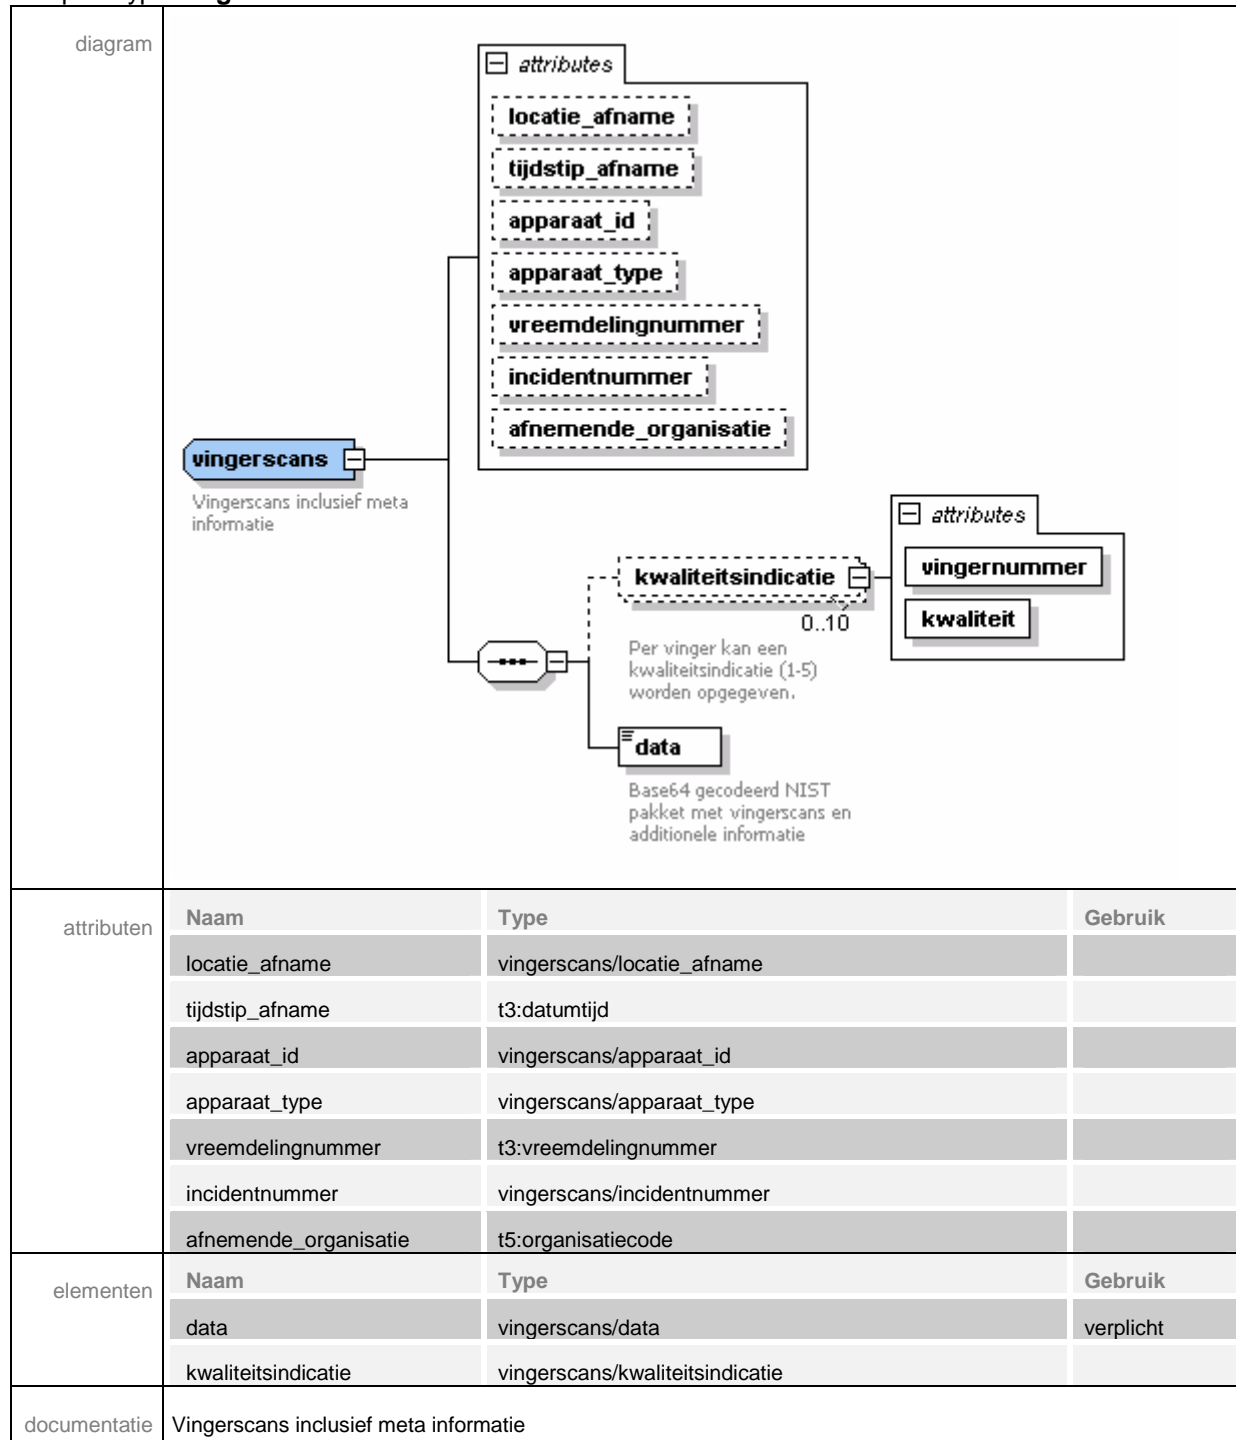 diagram
attributes
locatie_afname
tijdstip_afname
apparaat_id
apparaat_type
vreemdelingnummer
incidentnummer
afnemende_organisatie
vingerscans
Vingerscans inclusief meta
informatie
attributes
vingernummer
kwaliteit
kwaliteitsindicatie
0..10
Per vinger kan een
kwaliteitsindicatie (1-5)
worden opgegeven.
data
Base64 gecodeerd NIST
pakket met vingerscans en
additionele informatie
attributen
Naam Type Gebruik
locatie_afname vingerscans/locatie_afname
tijdstip_afname t3:datumtijd
apparaat_id vingerscans/apparaat_id
apparaat_type vingerscans/apparaat_type
vreemdelingnummer t3:vreemdelingnummer
incidentnummer vingerscans/incidentnummer
afnemende_organisatie t5:organisatiecode
elementen
Naam Type Gebruik
data vingerscans/data verplicht
kwaliteitsindicatie vingerscans/kwaliteitsindicatie
documentatie Vingerscans inclusief meta informatie